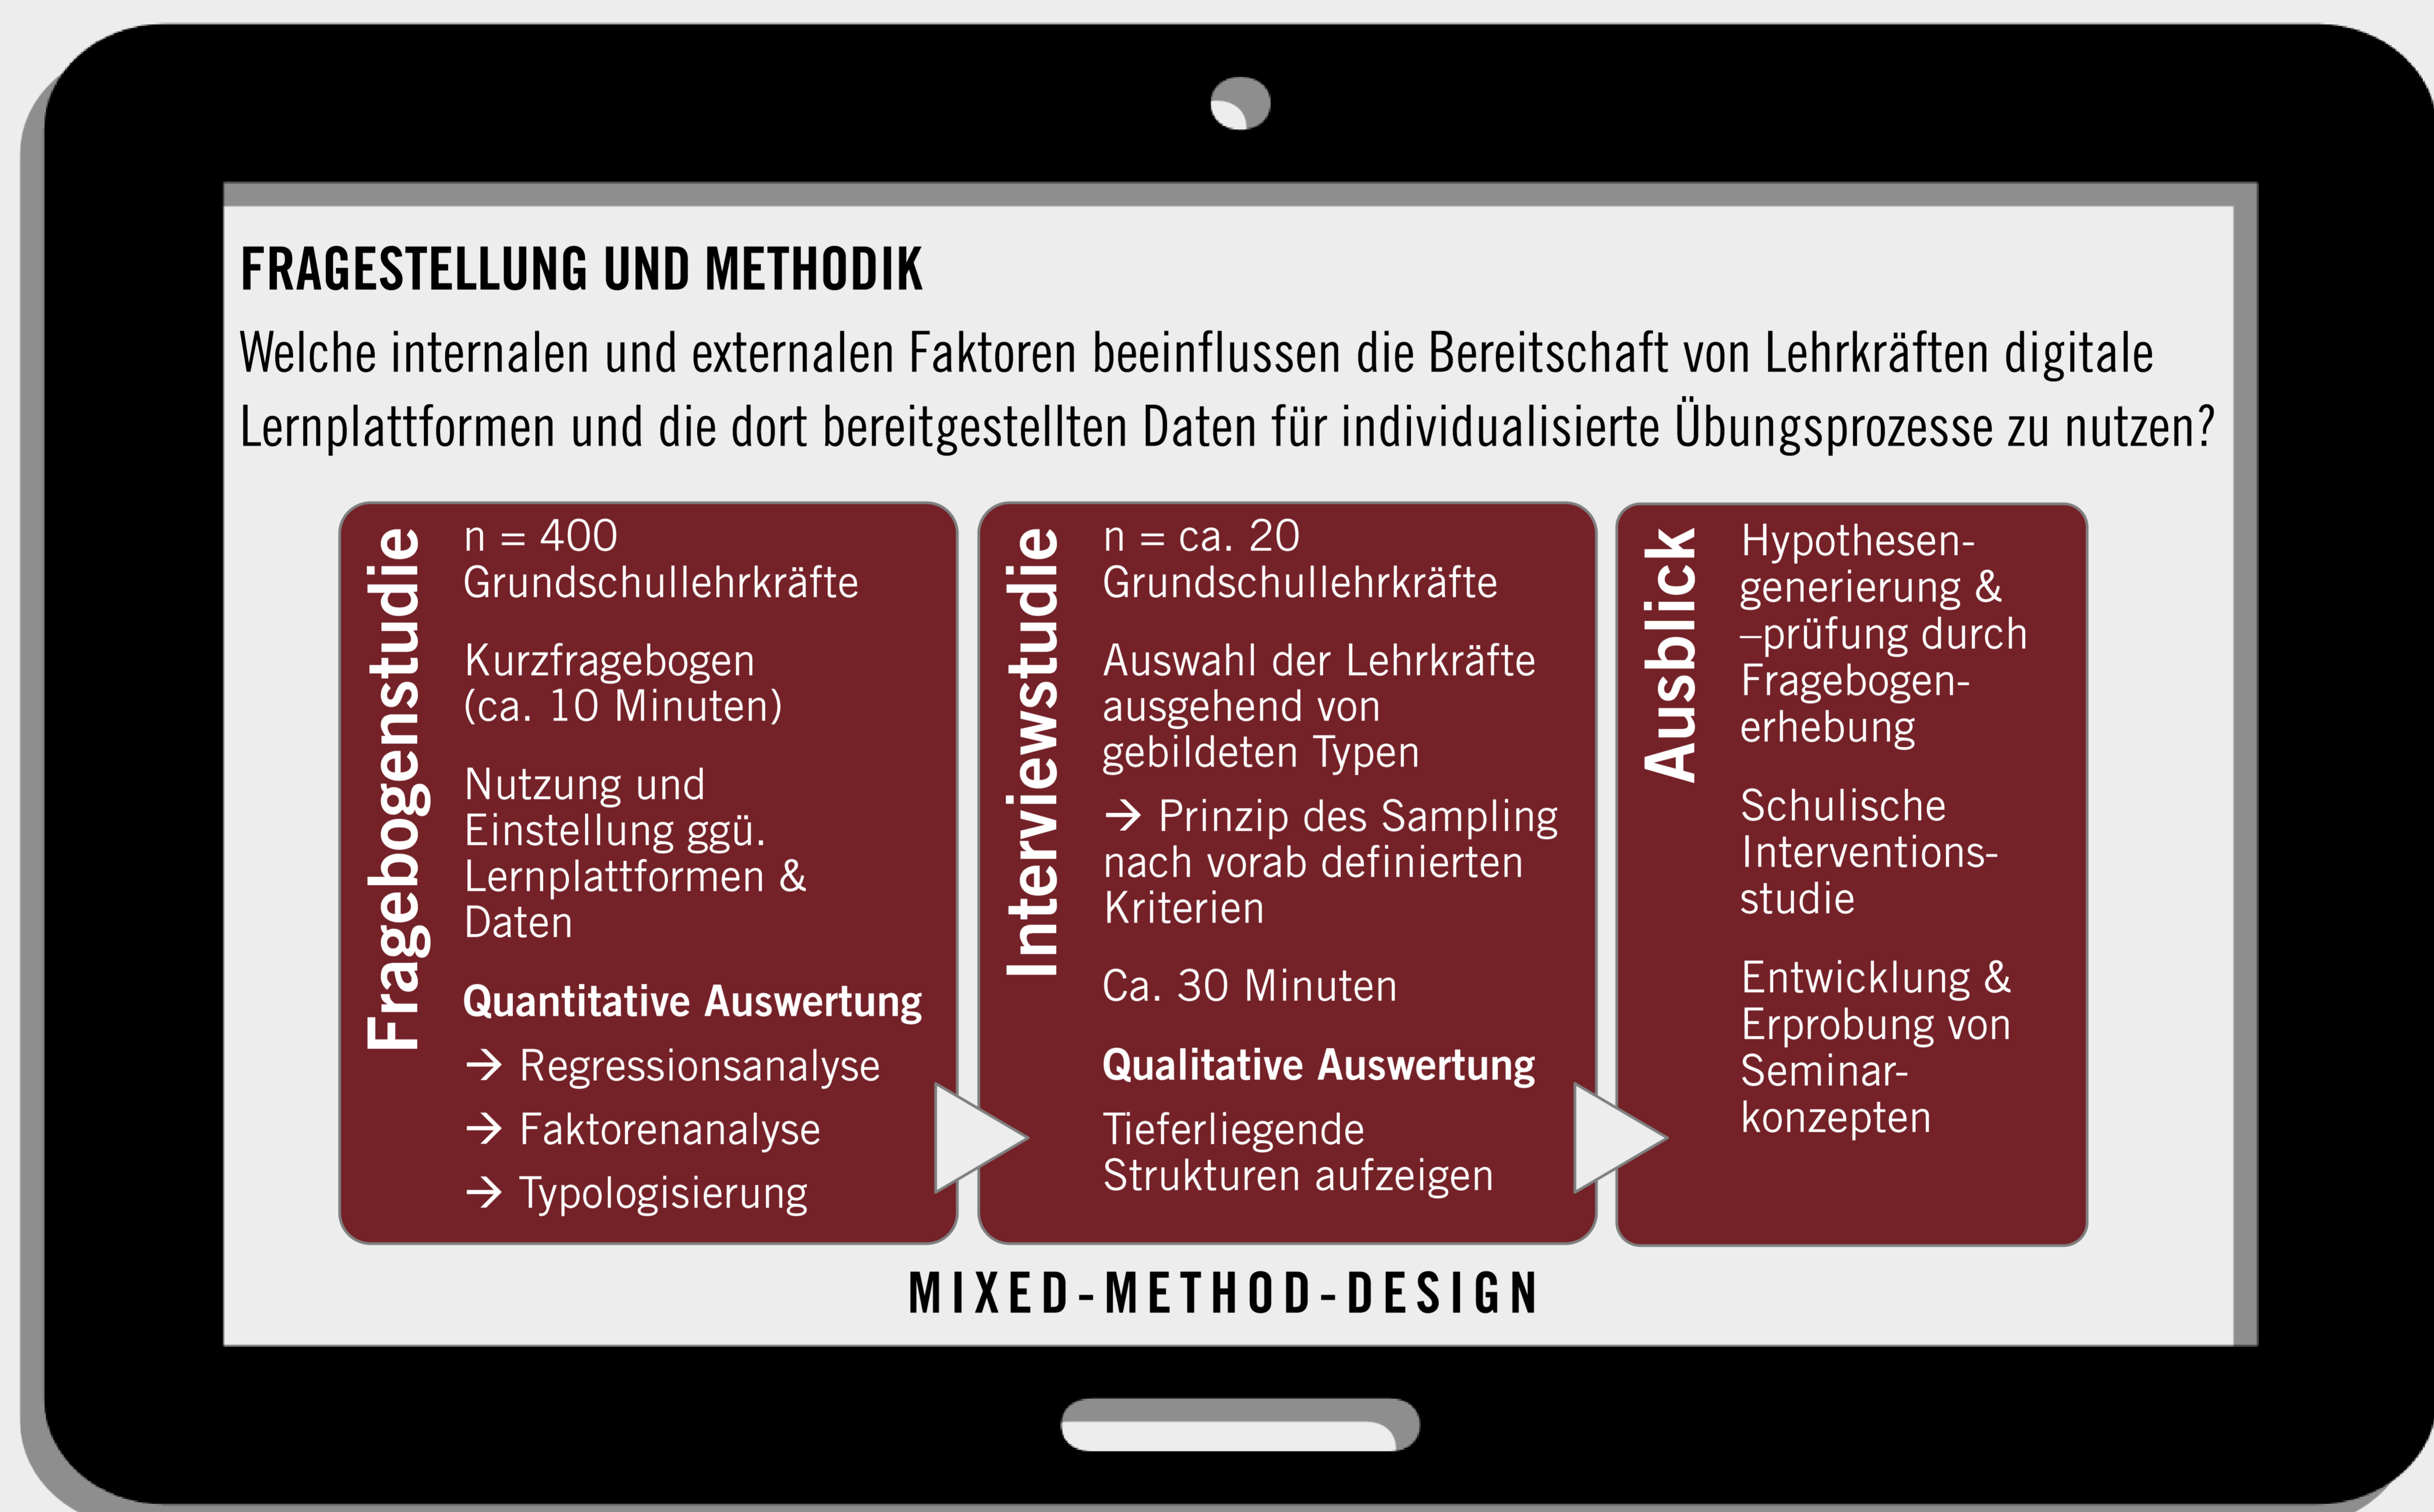 FRAGESTELLUNG UND METHODIK
Welche internalen und externalen Faktoren beeinflussen die Bereitschaft von Lehrkräften digitale
Lernplattformen und die dort bereitgestellten Daten für individualisierte Übungsprozesse zu nutzen?
Fragebogenstudie
n = 400
Grundschullehrkräfte
Kurzfragebogen
(ca. 10 Minuten)
Nutzung und
Einstellung ggü.
Lernplattformen &
Daten
Quantitative Auswertung
→ Regressionsanalyse
→ Faktorenanalyse
→ Typologisierung
Interviewstudie
n = ca. 20
Grundschullehrkräfte
Auswahl der Lehrkräfte
ausgehend von
gebildeten Typen
→ Prinzip des Sampling
nach vorab definierten
Kriterien
Ca. 30 Minuten
Qualitative Auswertung
Tieferliegende
Strukturen aufzeigen
Ausblick
Hypothesen-
generierung &
–prüfung durch
Fragebogen-
erhebung
Schulische
Interventions-
studie
Entwicklung &
Erprobung von
Seminar-
konzepten
MIXED-METHOD-DESIGN